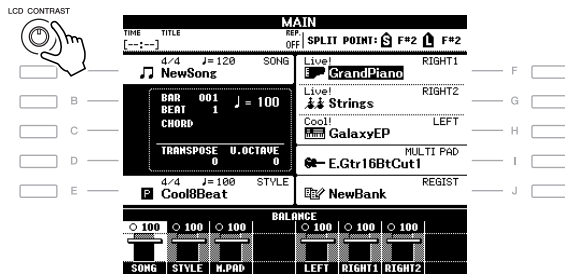 LCD CONTRAST
MAIN
TIME TITLE REP.
[--:--] OFF
SPLIT POINT: S F#2 L F#2
4/4 ♩=120 SONG
NewSong
BAR 001 ♩= 100
BEAT 1
CHORD
TRANSPOSE U.OCTAVE
0 0
4/4 ♩=100 STYLE
P Cool8Beat
Live! RIGHT1
GrandPiano
Live! RIGHT2
Strings
Cool! LEFT
GalaxyEP
MULTI PAD
E.Gtr16BtCut1
REGIST
NewBank
B
C
D
E
F
G
H
I
J
BALANCE
100 100 100 100 100 100
SONG STYLE M.PAD LEFT RIGHT1 RIGHT2